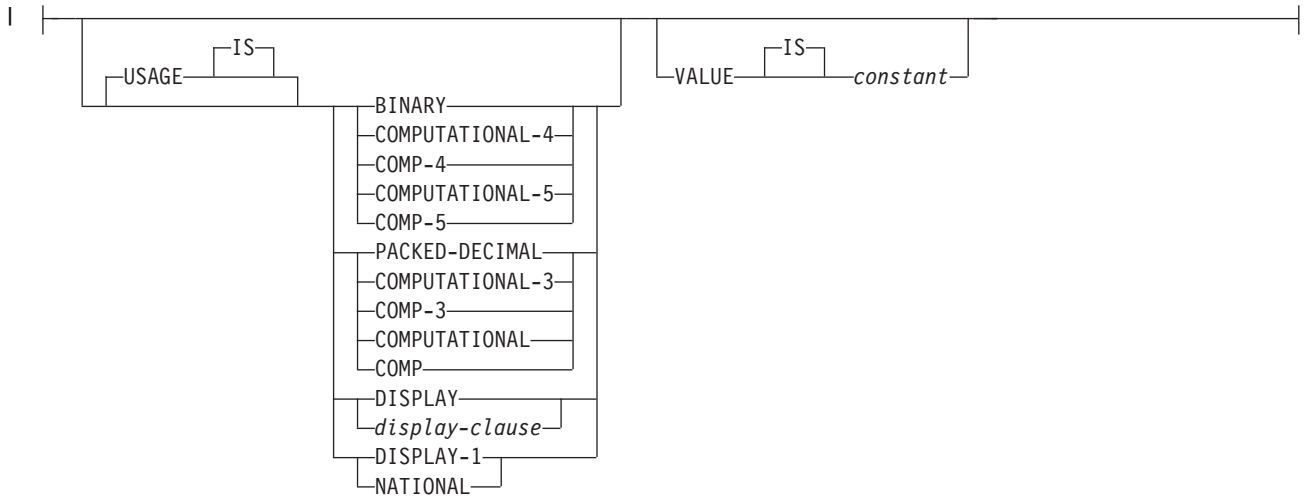 IS IS
USAGE VALUE constant
BINARY
COMPUTATIONAL-4
COMP-4
COMPUTATIONAL-5
COMP-5
PACKED-DECIMAL
COMPUTATIONAL-3
COMP-3
COMPUTATIONAL
COMP
DISPLAY
display-clause
DISPLAY-1
NATIONAL